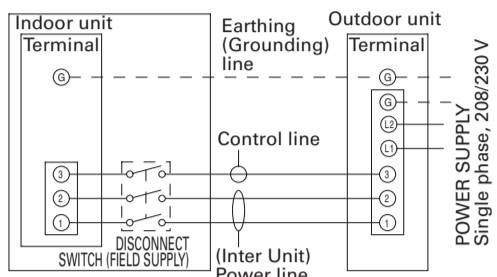 Indoor unit
Terminal
G
3
2
1
DISCONNECT
SWITCH (FIELD SUPPLY)
Earthing
(Grounding)
line
Control line
(Inter Unit)
Power line
Outdoor unit
Terminal
G
G
L2
L1
3
2
1
POWER SUPPLY
Single phase, 208/230 V